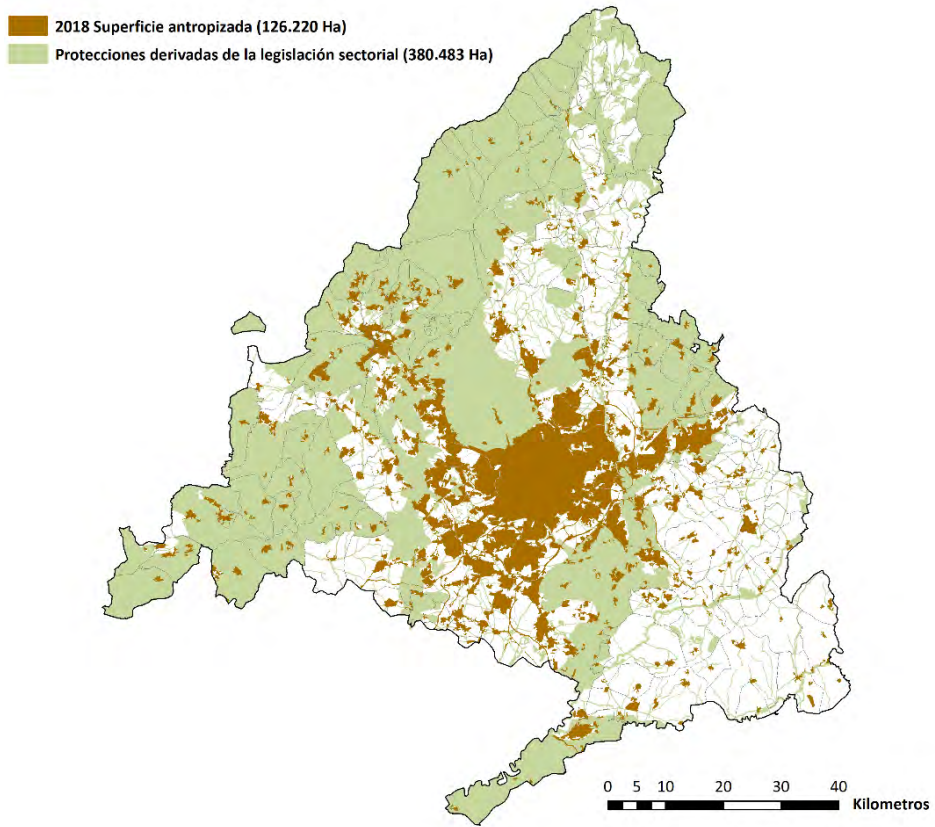 2018 Superficie antropizada (126.220 Ha)
Protecciones derivadas de la legislación sectorial (380.483 Ha)
0 5 10 20 30 40
Kilometros